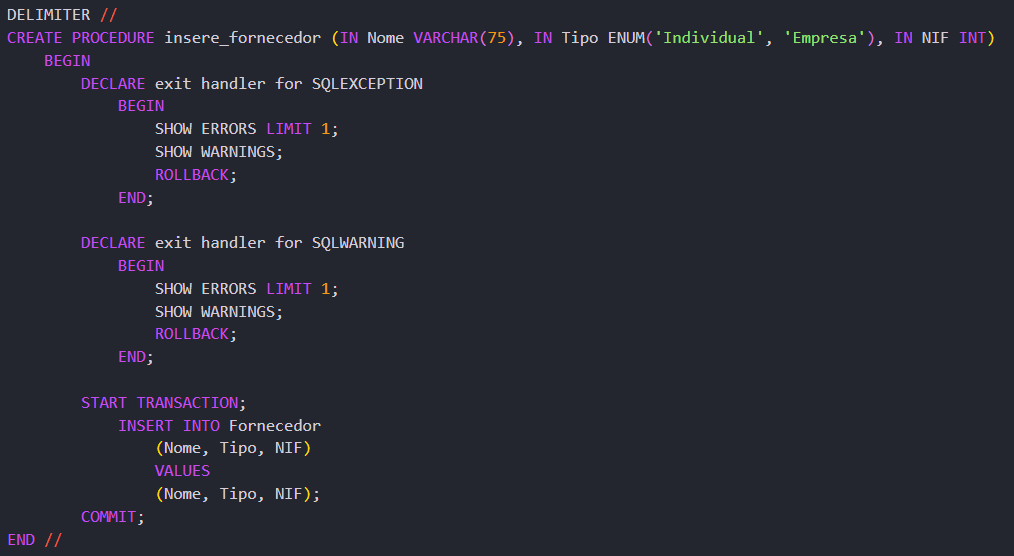 DELIMITER //
CREATE PROCEDURE insere_fornecedor (IN Nome VARCHAR(75), IN Tipo ENUM('Individual', 'Empresa'), IN NIF INT)
    BEGIN
        DECLARE exit handler for SQLEXCEPTION
            BEGIN
                SHOW ERRORS LIMIT 1;
                SHOW WARNINGS;
                ROLLBACK;
            END;

        DECLARE exit handler for SQLWARNING
            BEGIN
                SHOW ERRORS LIMIT 1;
                SHOW WARNINGS;
                ROLLBACK;
            END;

        START TRANSACTION;
            INSERT INTO Fornecedor
                (Nome, Tipo, NIF)
                VALUES
                (Nome, Tipo, NIF);
        COMMIT;
END //